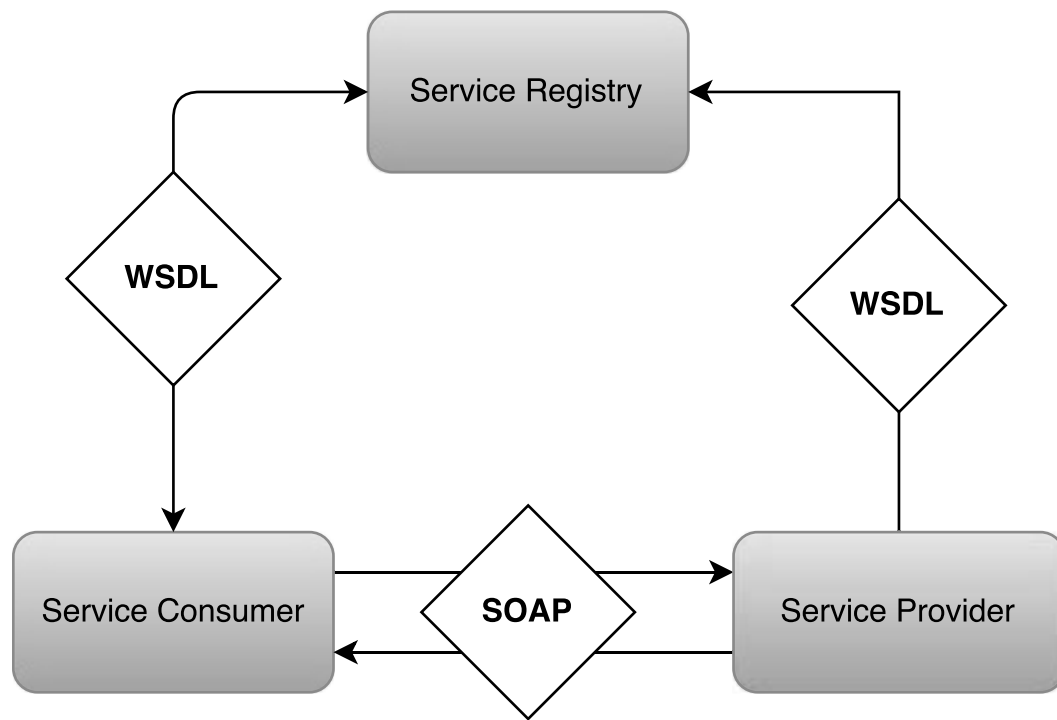 Service Registry
WSDL
WSDL
Service Consumer
SOAP
Service Provider